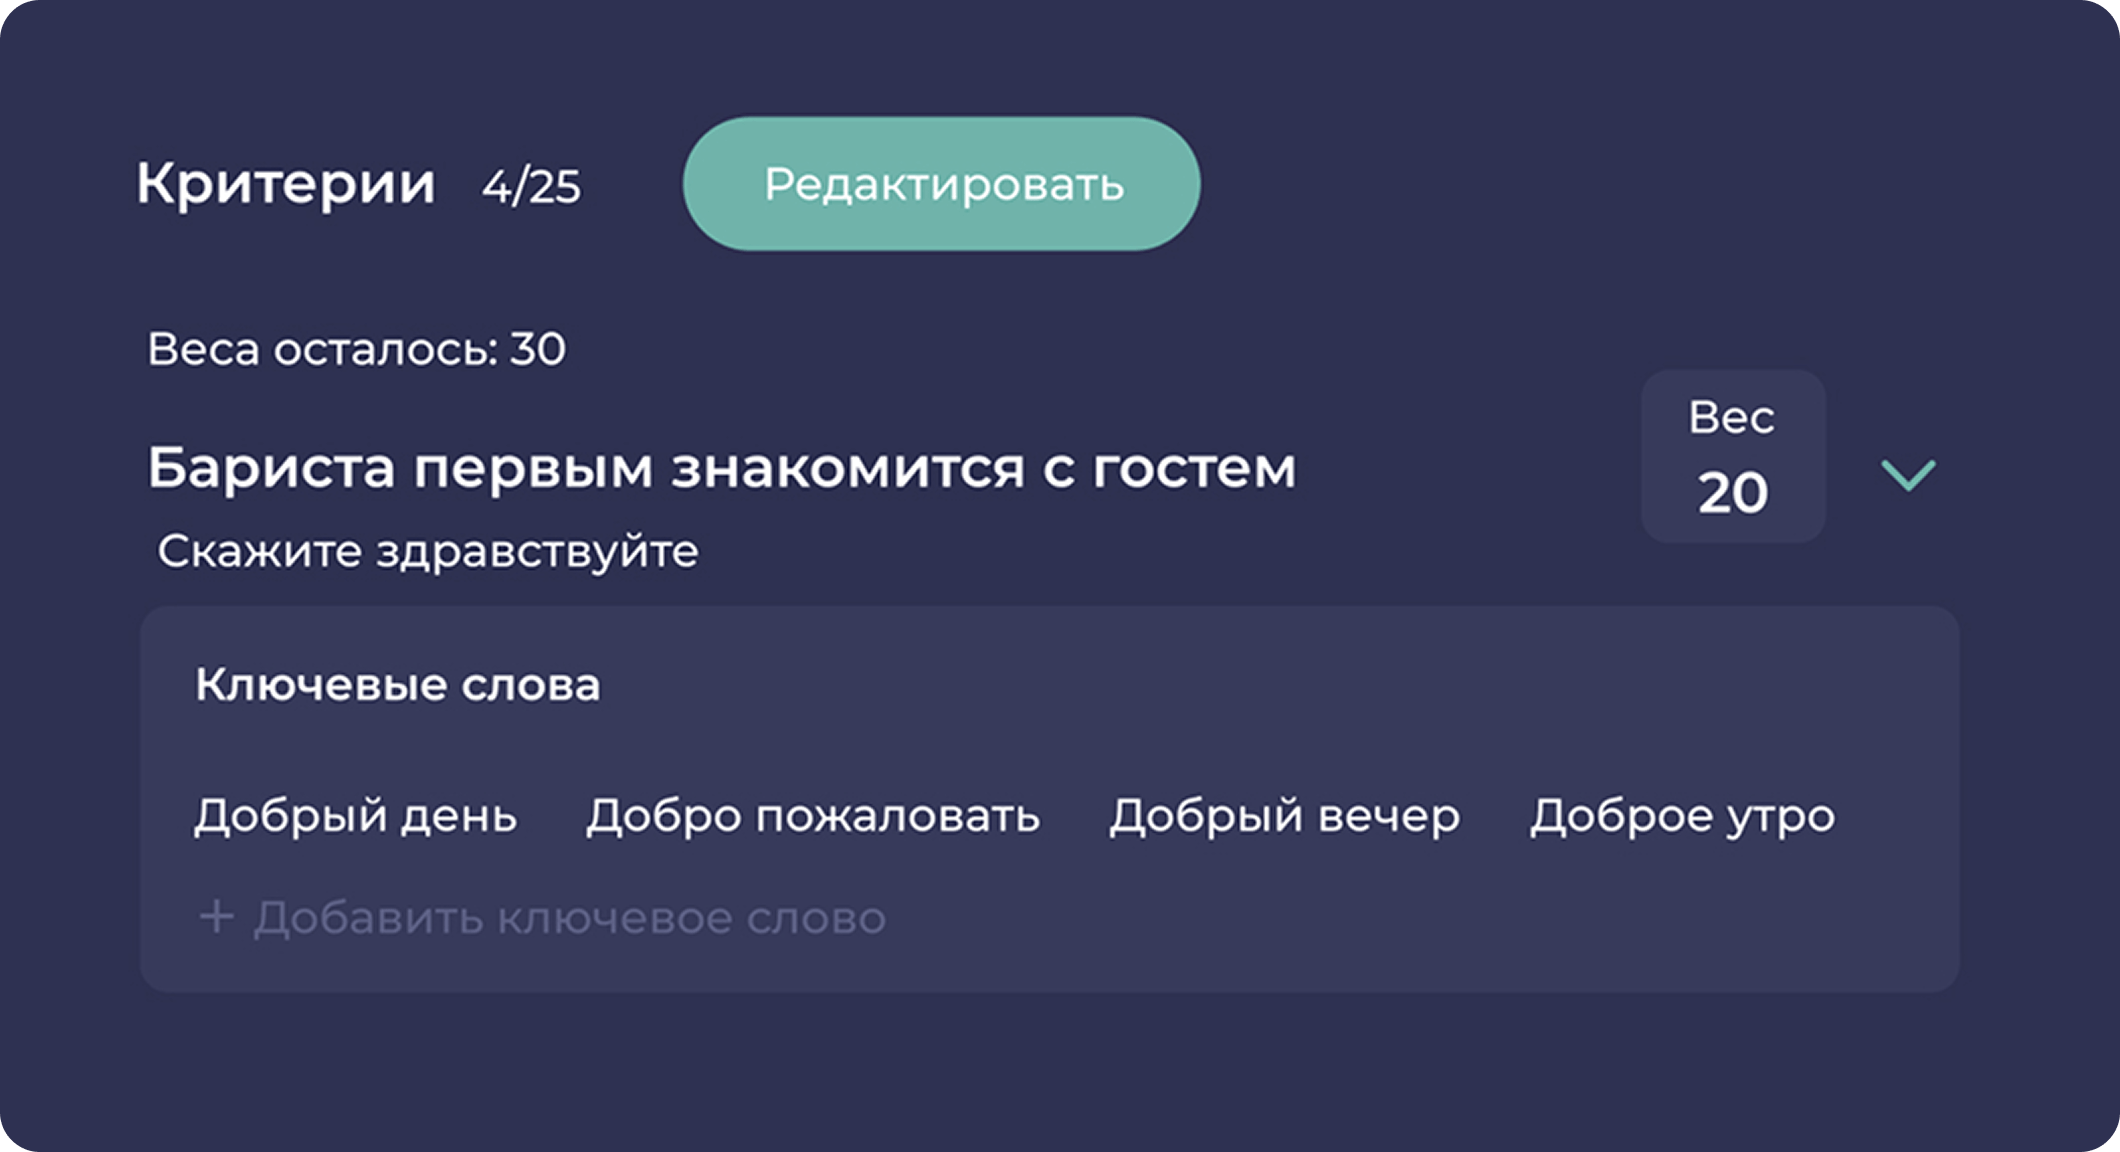 Критерии 4/25 Редактировать
Веса осталось: 30
Бариста первым знакомится с гостем
Скажите здравствуйте
Вес
20
Ключевые слова
Добрый день Добро пожаловать Добрый вечер Доброе утро
+ Добавить ключевое слово